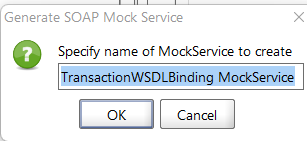 Generate SOAP Mock Service
Specify name of MockService to create
TransactionWSDLBinding MockService
OK
Cancel